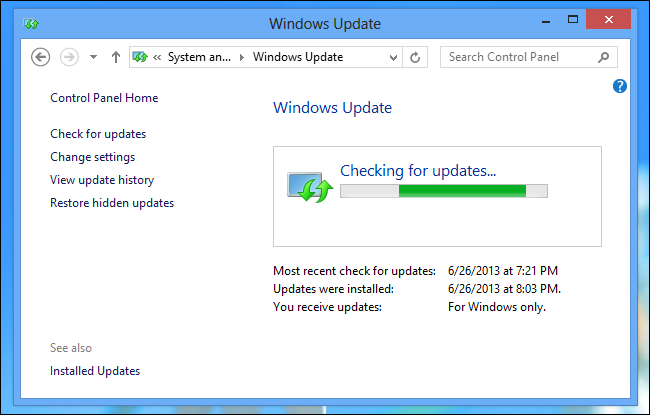 Windows Update
« System an... ▸ Windows Update
Search Control Panel
Control Panel Home
Check for updates
Change settings
View update history
Restore hidden updates
See also
Installed Updates
Windows Update
Checking for updates...
Most recent check for updates: 6/26/2013 at 7:21 PM
Updates were installed: 6/26/2013 at 8:03 PM.
You receive updates: For Windows only.